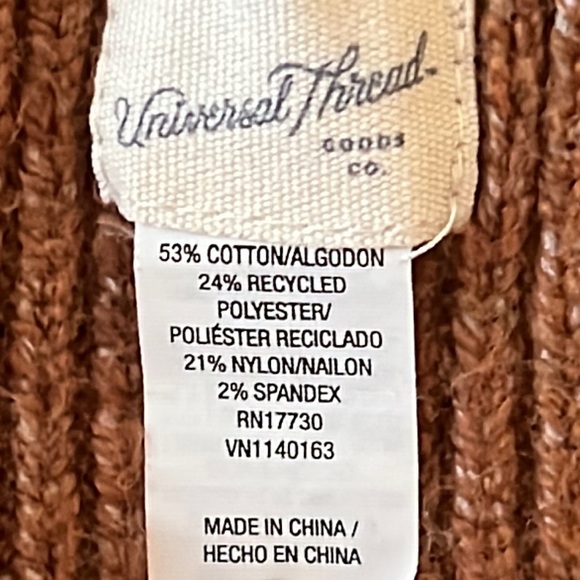 Universal Thread
GOODS
CO.
53% COTTON/ALGODON
24% RECYCLED
POLYESTER/
POLIÉSTER RECICLADO
21% NYLON/NAILON
2% SPANDEX
RN17730
VN1140163
MADE IN CHINA /
HECHO EN CHINA